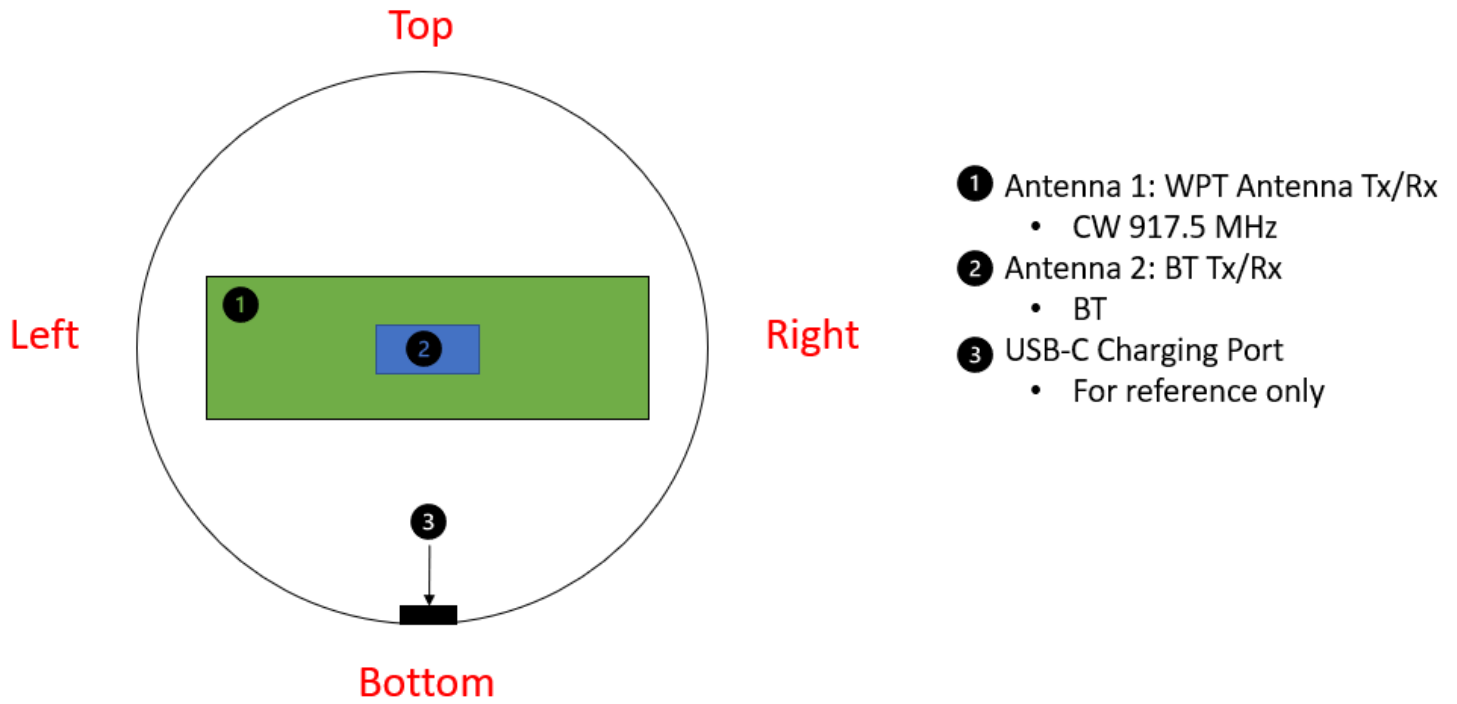 Top
Left
1
2
Right
3
Bottom
1 Antenna 1: WPT Antenna Tx/Rx
• CW 917.5 MHz
2 Antenna 2: BT Tx/Rx
• BT
3 USB-C Charging Port
• For reference only